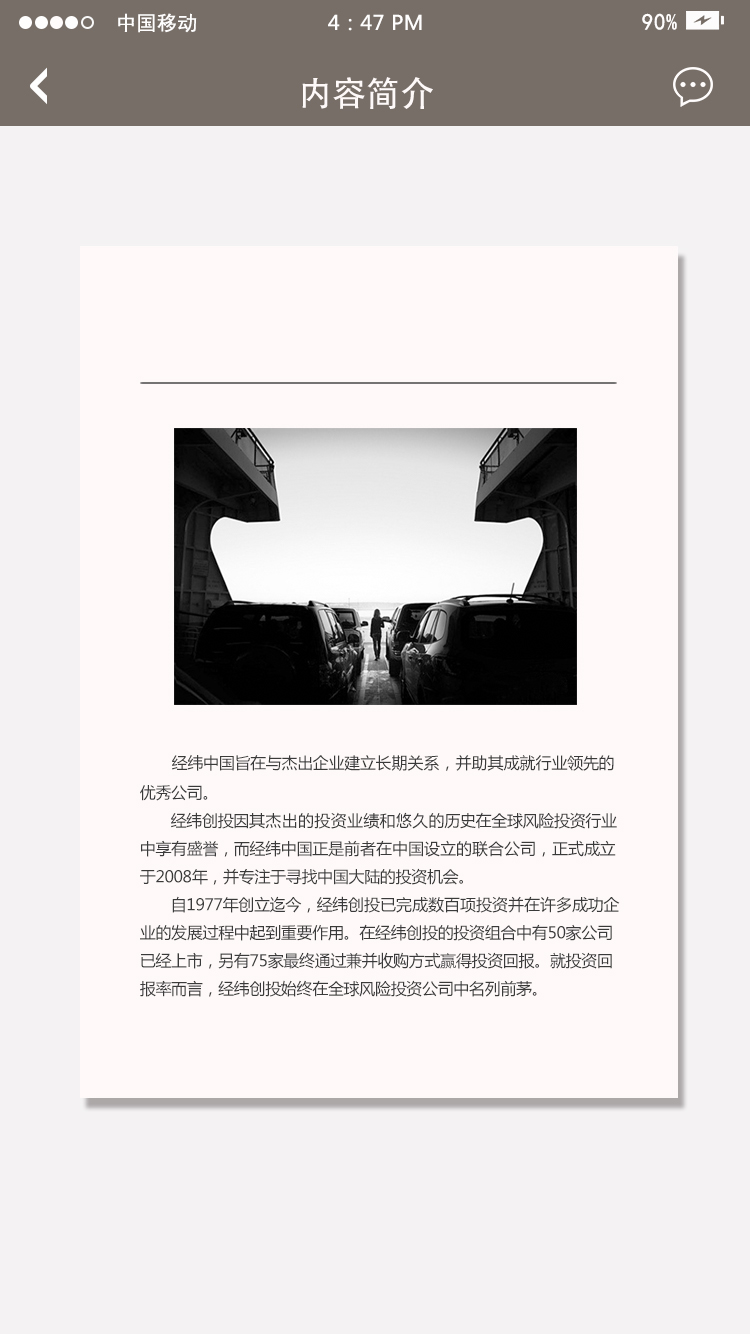 中国移动
4 : 47 PM
90%
内容简介
经纬中国旨在与杰出企业建立长期关系，并助其成就行业领先的
优秀公司。
经纬创投因其杰出的投资业绩和悠久的历史在全球风险投资行业
中享有盛誉，而经纬中国正是前者在中国设立的联合公司，正式成立
于2008年，并专注于寻找中国大陆的投资机会。
自1977年创立迄今，经纬创投已完成数百项投资并在许多成功企
业的发展过程中起到重要作用。在经纬创投的投资组合中有50家公司
已经上市，另有75家最终通过兼并收购方式赢得投资回报。就投资回
报率而言，经纬创投始终在全球风险投资公司中名列前茅。